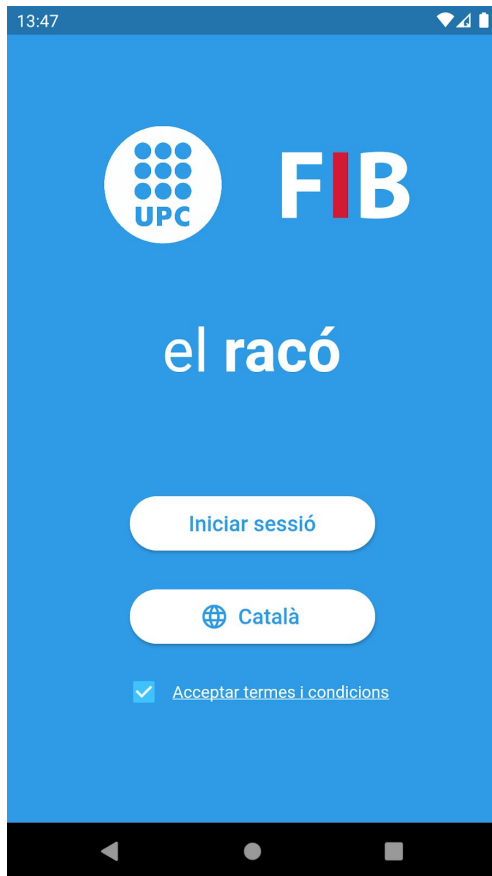 13:47
UPC
FIB
el racó
Iniciar sessió
Català
Acceptar termes i condicions